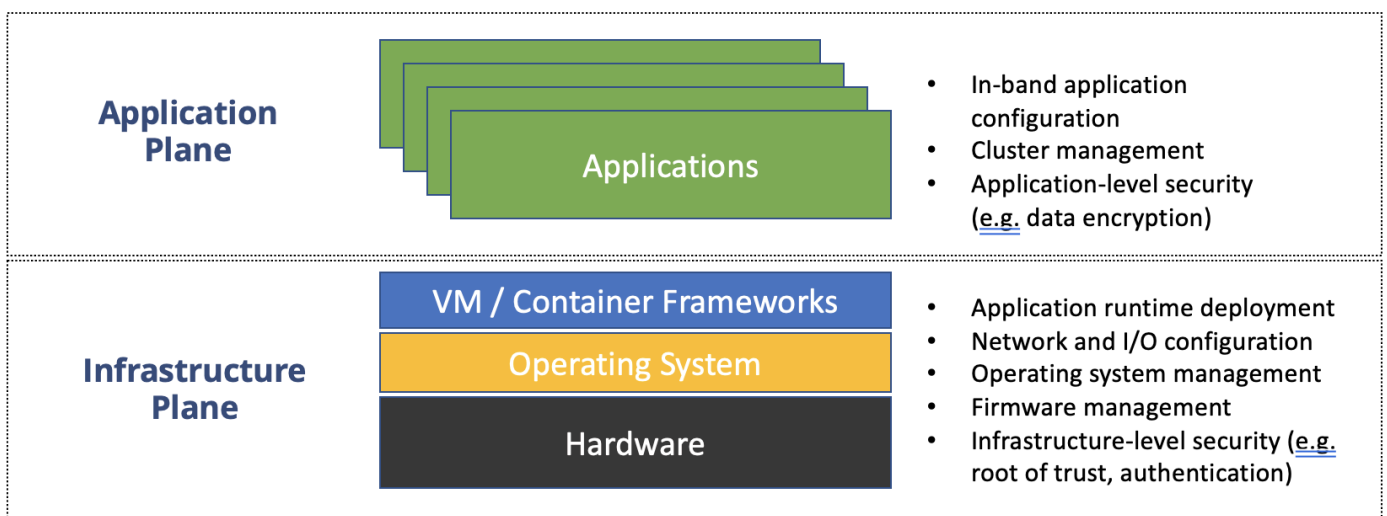 Application
Plane
Applications
• In-band application
configuration
• Cluster management
• Application-level security
(e.g. data encryption)
Infrastructure
Plane
VM / Container Frameworks
Operating System
Hardware
• Application runtime deployment
• Network and I/O configuration
• Operating system management
• Firmware management
• Infrastructure-level security (e.g.
root of trust, authentication)